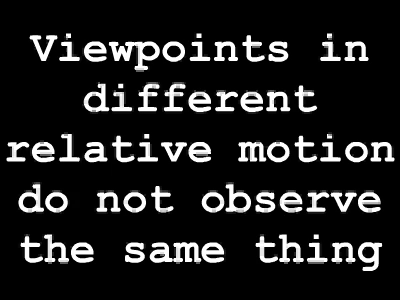 Viewpoints in
different
relative motion
do not observe
the same thing